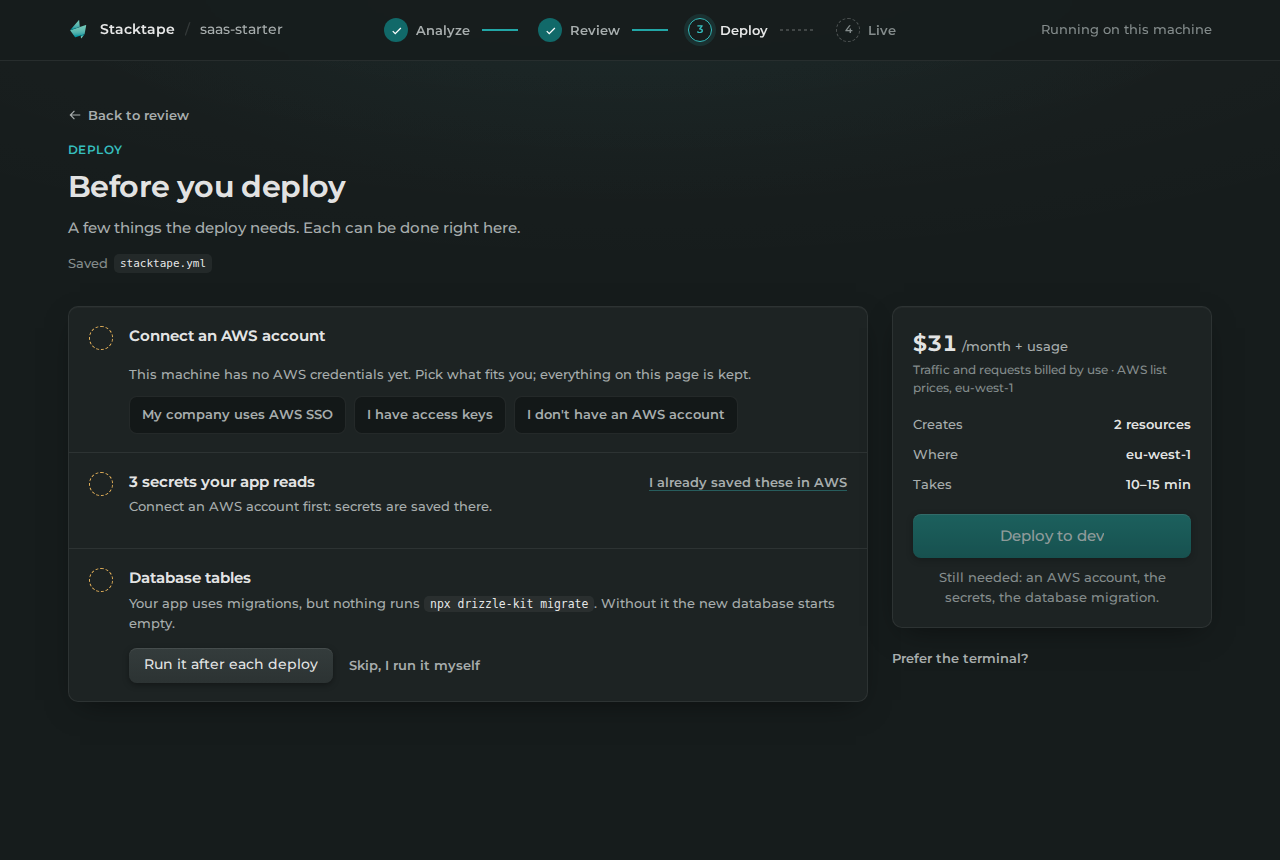 Stacktape / saas-starter
Analyze
Review
3 Deploy
4 Live
Running on this machine
← Back to review
DEPLOY
Before you deploy
A few things the deploy needs. Each can be done right here.
Saved stacktape.yml
Connect an AWS account
This machine has no AWS credentials yet. Pick what fits you; everything on this page is kept.
My company uses AWS SSO
I have access keys
I don't have an AWS account
3 secrets your app reads
I already saved these in AWS
Connect an AWS account first: secrets are saved there.
Database tables
Your app uses migrations, but nothing runs npx drizzle-kit migrate. Without it the new database starts
empty.
Run it after each deploy
Skip, I run it myself
$31 /month + usage
Traffic and requests billed by use · AWS list
prices, eu-west-1
Creates 2 resources
Where eu-west-1
Takes 10–15 min
Deploy to dev
Still needed: an AWS account, the
secrets, the database migration.
Prefer the terminal?